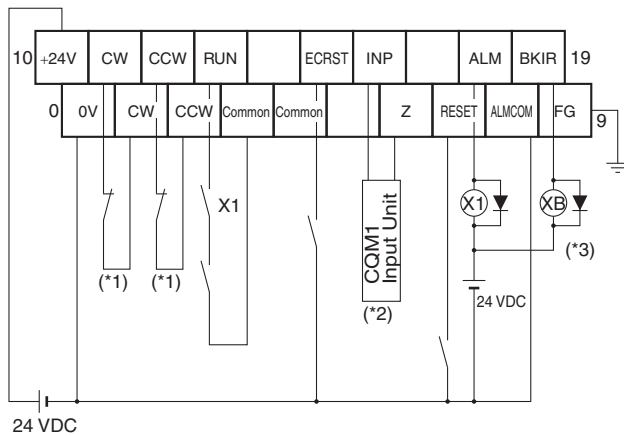 10 +24V CW CCW RUN ECRST INP ALM BKIR 19
0 0V CW CCW Common Common Z RESET ALMCOM FG 9
X1 X1 XB
CQM1
Input Unit
(*1) (*1) (*2) (*3)
24 VDC
24 VDC